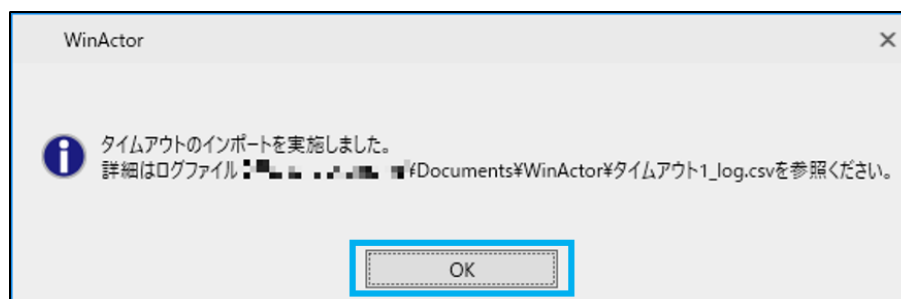 WinActor
タイムアウトのインポートを実施しました。
詳細はログファイル ¥Documents¥WinActor¥タイムアウト1_log.csvを参照ください。
OK